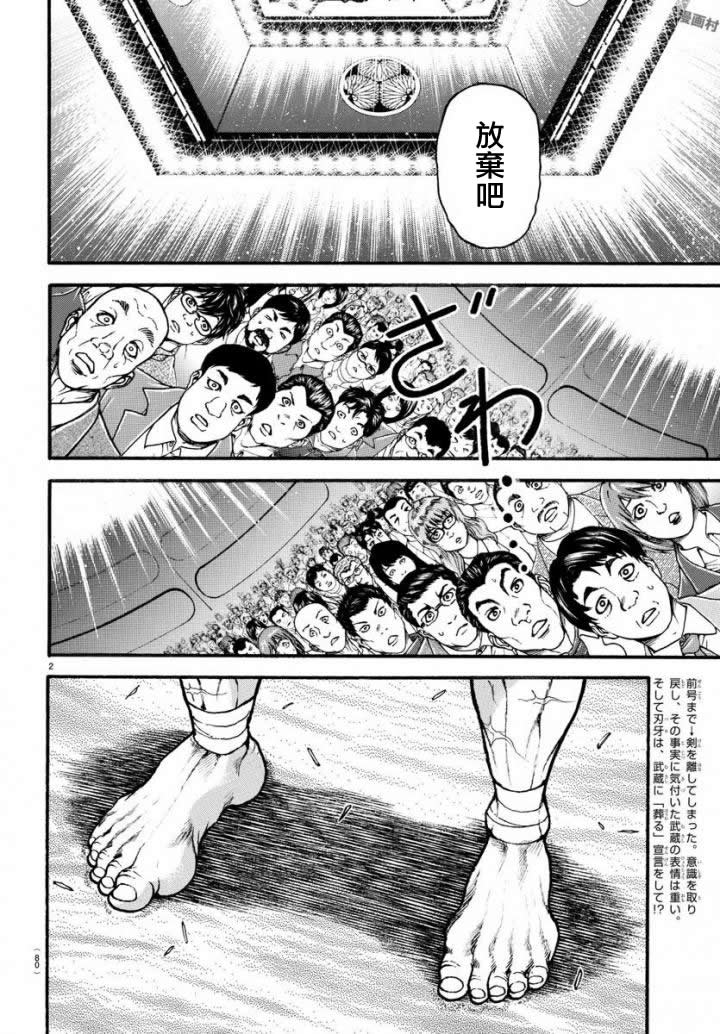 漫画村
放棄吧
ざわ…
前号まで↓剣を離してしまった。意識を取り
戻し、その事実に気付いた武蔵の表情は重い。
そして刃牙は、武蔵に「葬る」宣言をして!?
2
(80)